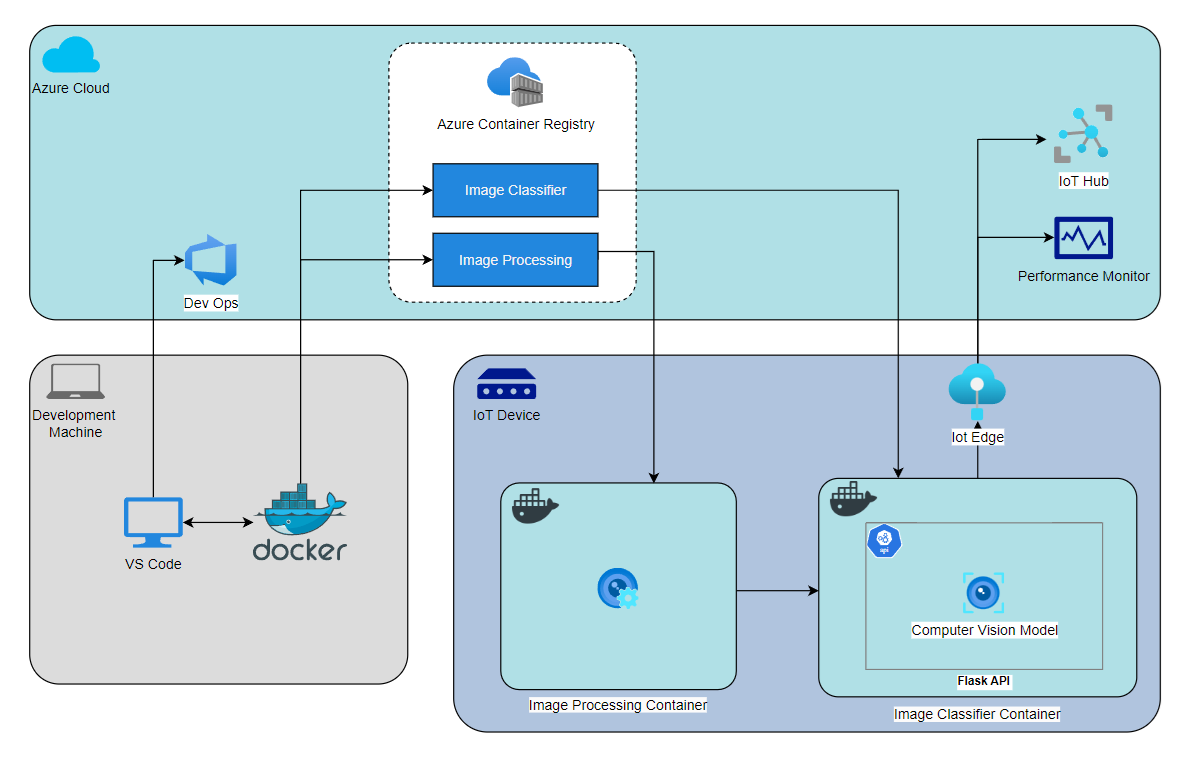 Azure Cloud
Azure Container Registry
Image Classifier
Image Processing
Dev Ops
IoT Hub
Performance Monitor
Development
Machine
VS Code
docker
IoT Device
Iot Edge
Image Processing Container
api
Computer Vision Model
Flask API
Image Classifier Container